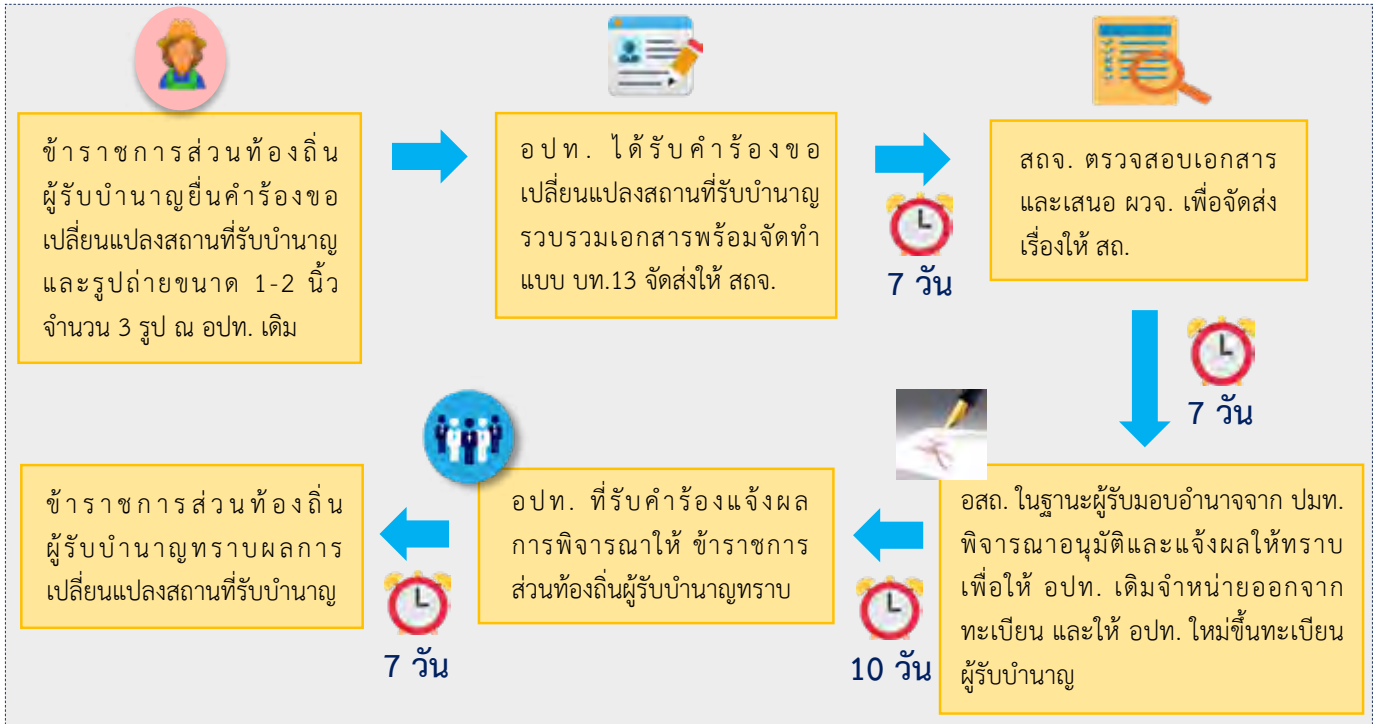 ข้าราชการส่วนท้องถิ่น
ผู้รับบำนาญยื่นคำร้องขอ
เปลี่ยนแปลงสถานที่รับบำนาญ
และรูปถ่ายขนาด 1-2 นิ้ว
จำนวน 3 รูป ณ อปท. เดิม
อปท. ได้รับคำร้องขอ
เปลี่ยนแปลงสถานที่รับบำนาญ
รวบรวมเอกสารพร้อมจัดทำ
แบบ บท.13 จัดส่งให้ สถจ.
7 วัน
สถจ. ตรวจสอบเอกสาร
และเสนอ ผวจ. เพื่อจัดส่ง
เรื่องให้ สถ.
7 วัน
อสถ. ในฐานะผู้รับมอบอำนาจจาก ปมท.
พิจารณาอนุมัติและแจ้งผลให้ทราบ
เพื่อให้ อปท. เดิมจำหน่ายออกจาก
ทะเบียน และให้ อปท. ใหม่ขึ้นทะเบียน
ผู้รับบำนาญ
10 วัน
อปท. ที่รับคำร้องแจ้งผล
การพิจารณาให้ ข้าราชการ
ส่วนท้องถิ่นผู้รับบำนาญทราบ
7 วัน
ข้าราชการส่วนท้องถิ่น
ผู้รับบำนาญทราบผลการ
เปลี่ยนแปลงสถานที่รับบำนาญ